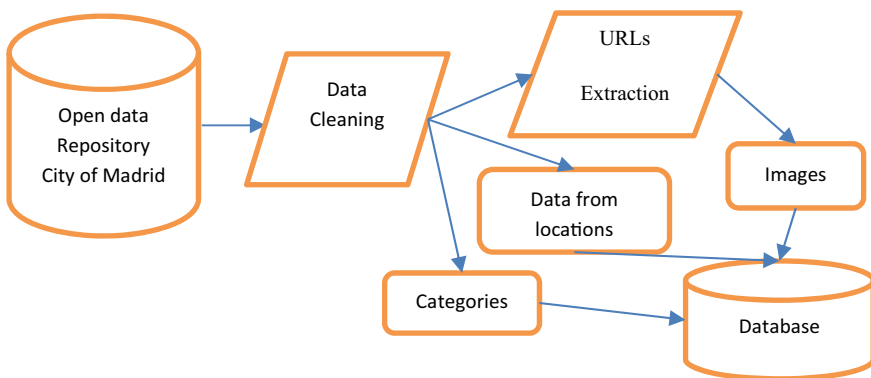 Open data
Repository
City of Madrid
Data
Cleaning
URLs
Extraction
Data from
locations
Images
Categories
Database